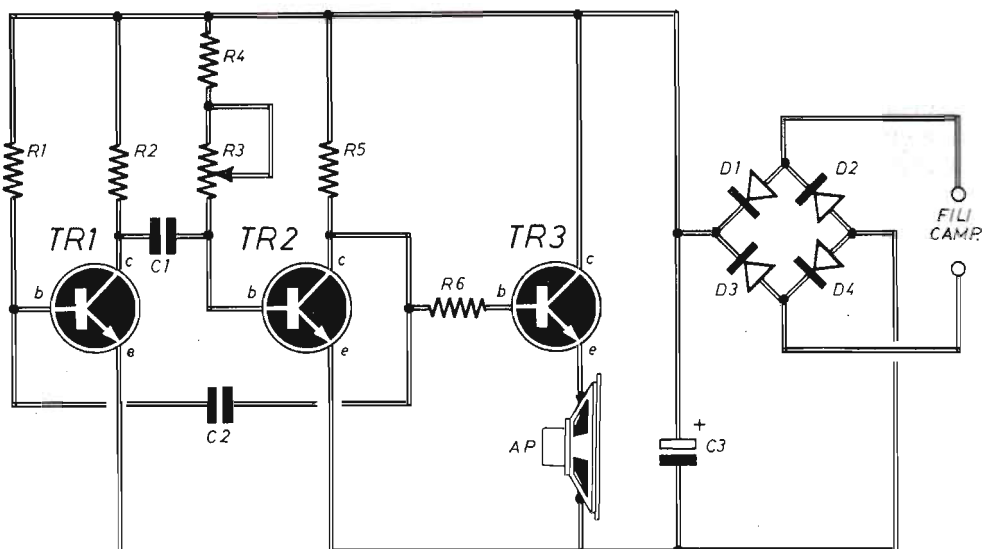 R4
R1
R2
R3
R5
D1
D2
FILI
CAMP.
TR1
C1
TR2
TR3
c
c
c
b
b
R6
b
D3
D4
e
e
e
C2
AP
+
C3